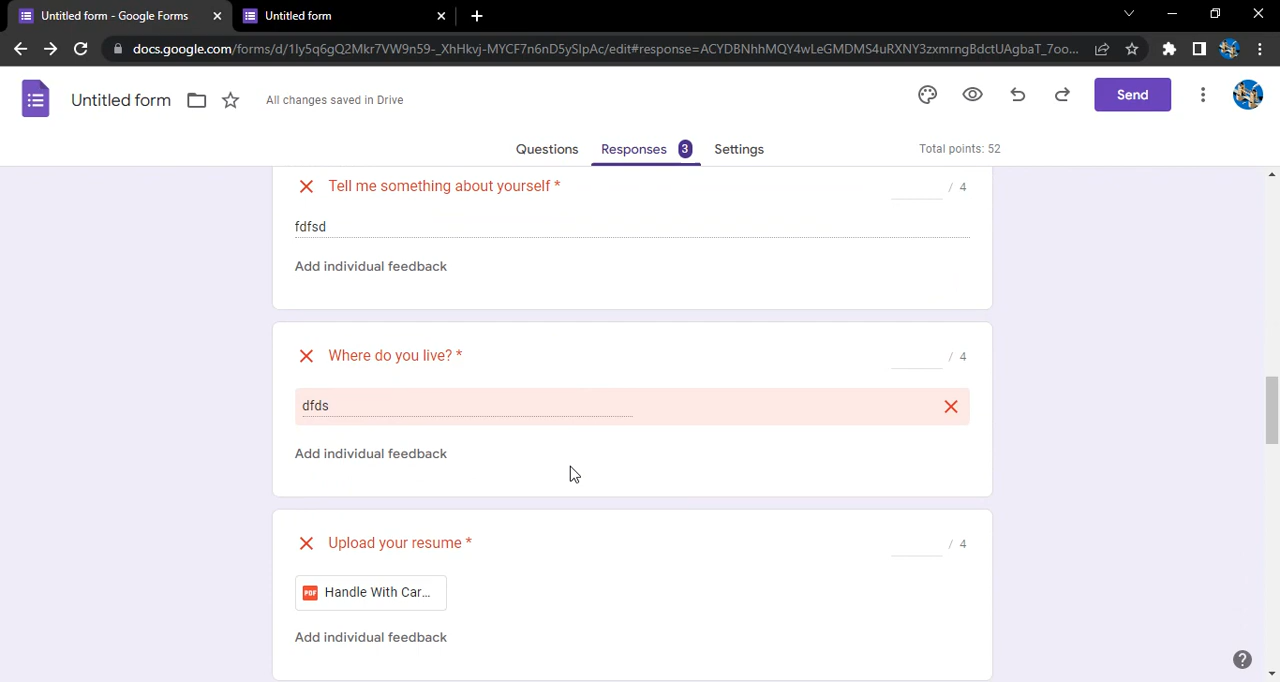 Untitled form - Google Forms
Untitled form
docs.google.com/forms/d/1ly5q6gQ2Mkr7VW9n59-_XhHkvj-MYCF7n6nD5ySlpAc/edit#response=ACYDBNhhMQY4wLeGMDMS4uRXNY3zxmrngBdctUAgbaT_7oo...
Untitled form
All changes saved in Drive
Send
Questions
Responses 3
Settings
Total points: 52
Tell me something about yourself *
/ 4
fdfsd
Add individual feedback
Where do you live? *
/ 4
dfds
Add individual feedback
Upload your resume *
/ 4
PDF Handle With Car...
Add individual feedback